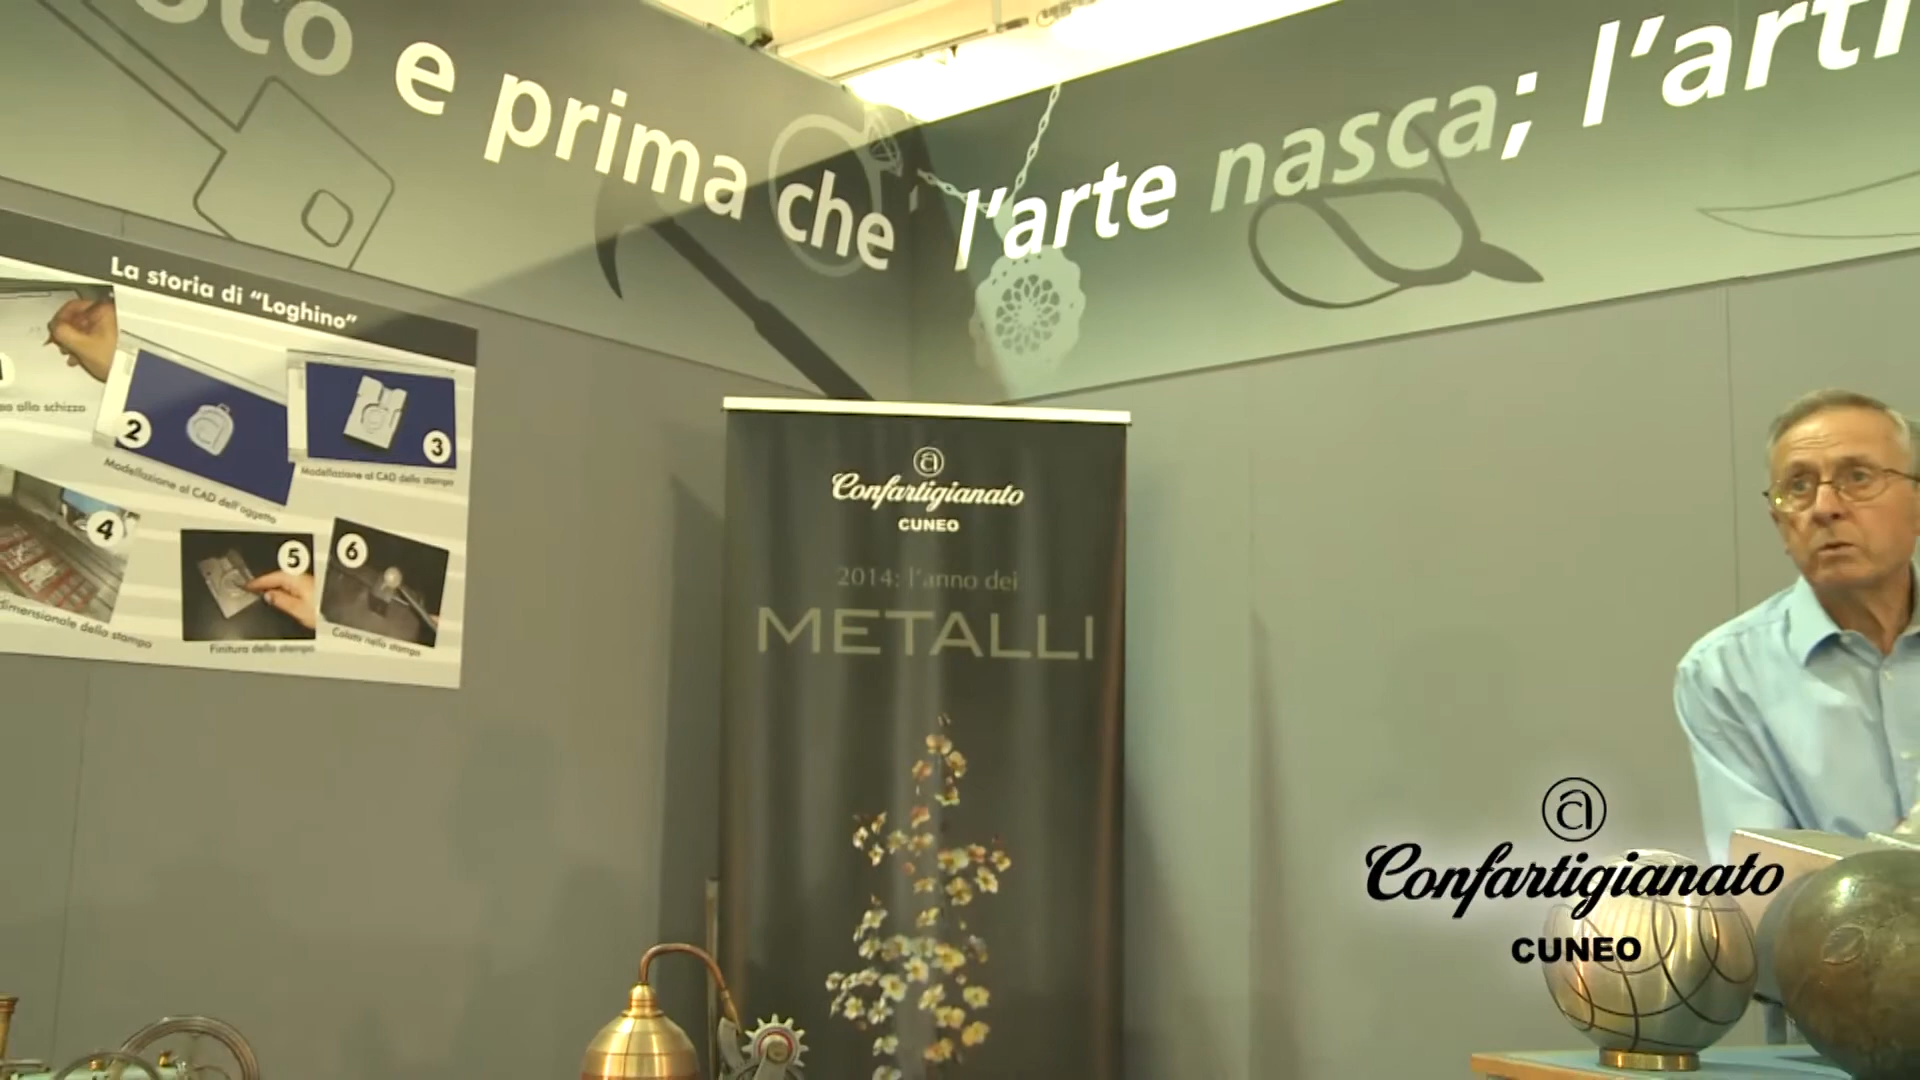 e prima che l'arte nasca; l'arti
La storia di "Loghino"
alla schizzo
2
Modellazione al CAD dell'oggetto
3
Modellazione al CAD dello stampo
4
dimensionale dello stampo
5
Finitura dello stampo
6
Colata nello stampo
Confartigianato
CUNEO
2014: l'anno dei
METALLI
Confartigianato
CUNEO